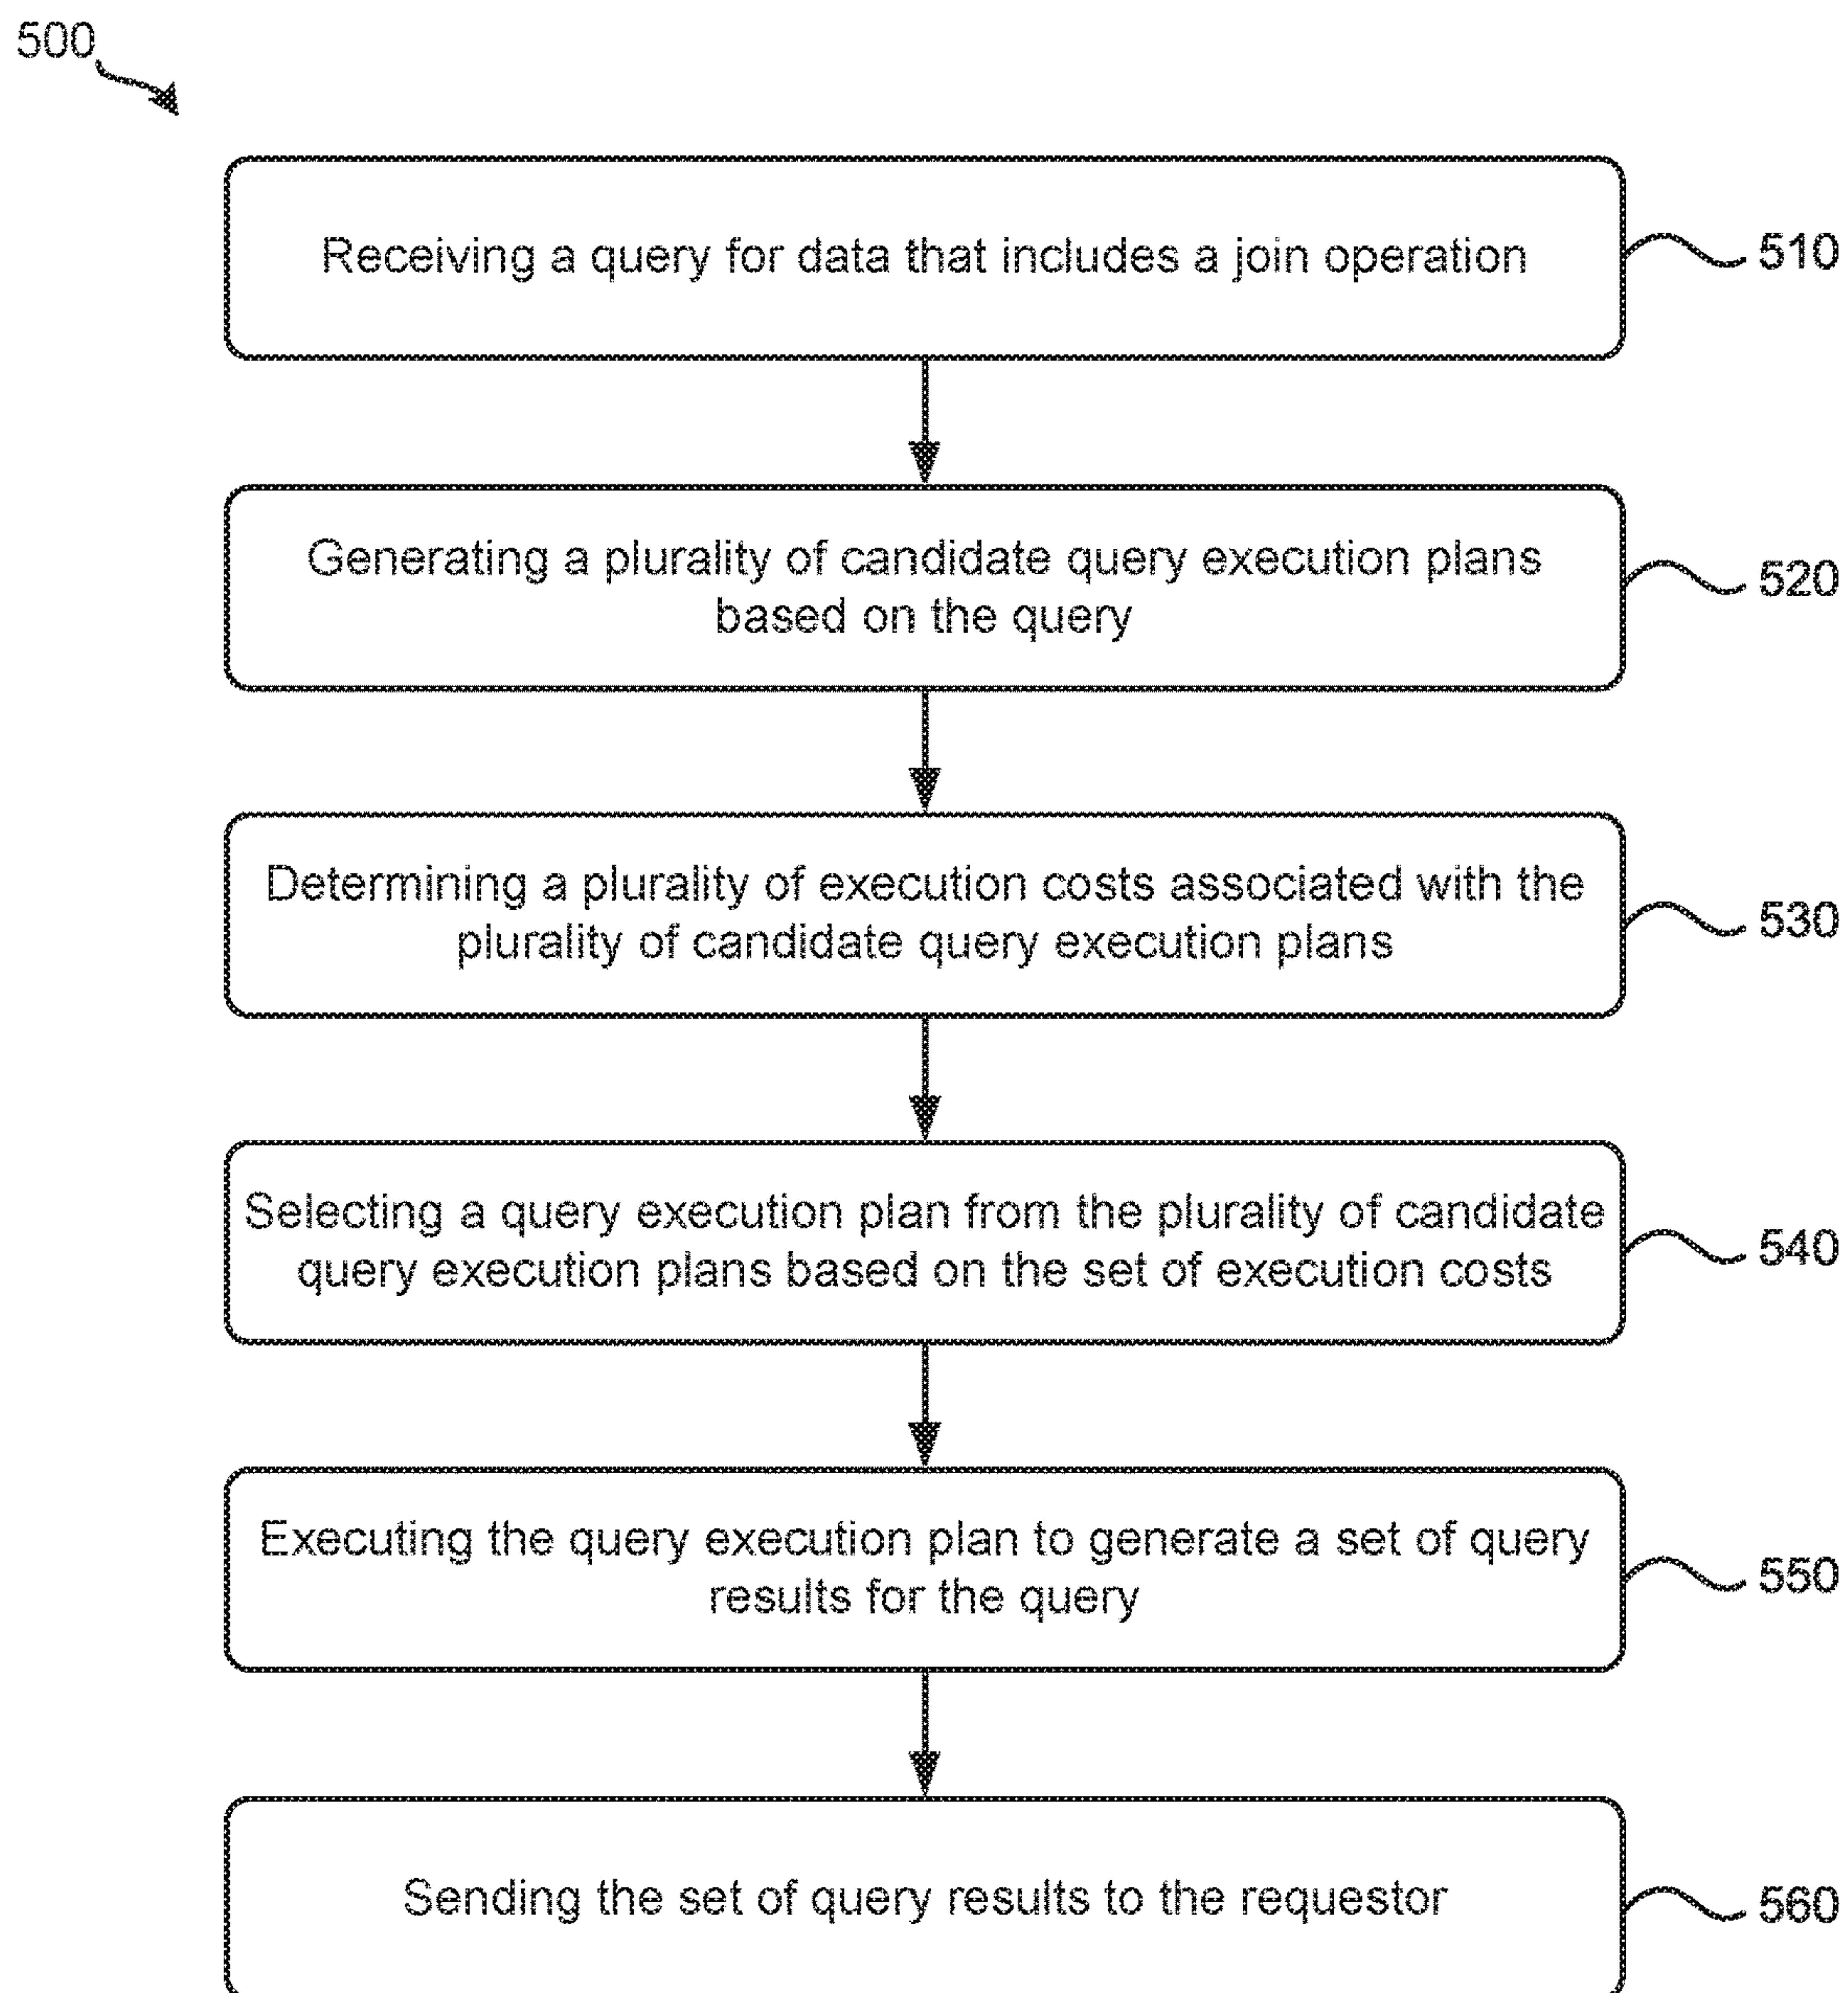 500
Receiving a query for data that includes a join operation
510
Generating a plurality of candidate query execution plans
based on the query
520
Determining a plurality of execution costs associated with the
plurality of candidate query execution plans
530
Selecting a query execution plan from the plurality of candidate
query execution plans based on the set of execution costs
540
Executing the query execution plan to generate a set of query
results for the query
550
Sending the set of query results to the requestor
560